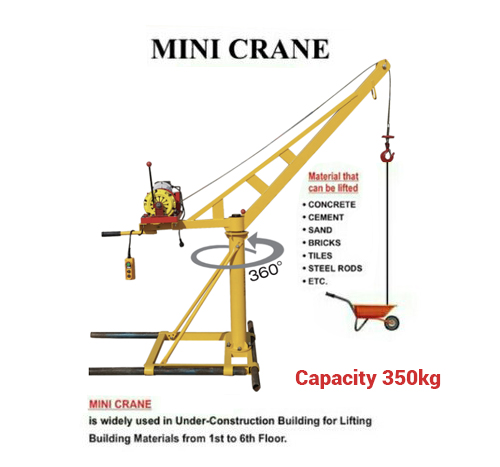 MINI CRANE
Material that
can be lifted
• CONCRETE
• CEMENT
• SAND
• BRICKS
• TILES
• STEEL RODS
• ETC.
360°
Capacity 350kg
MINI CRANE
is widely used in Under-Construction Building for Lifting
Building Materials from 1st to 6th Floor.